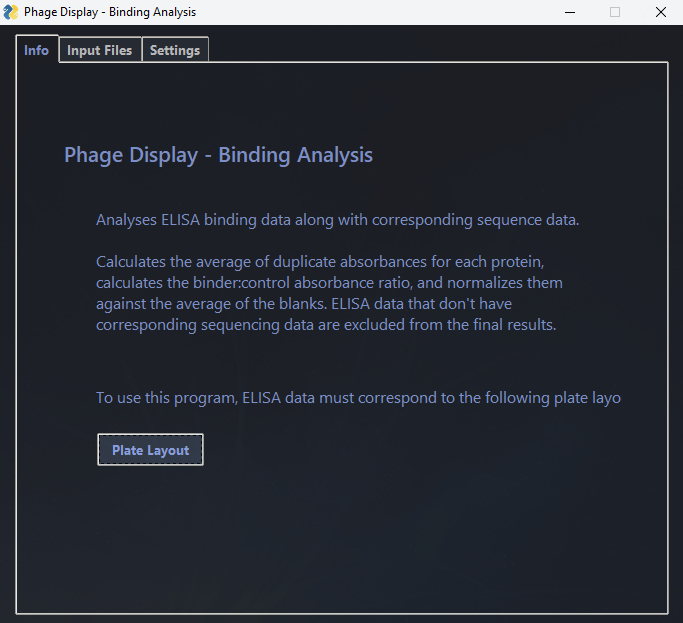 Phage Display - Binding Analysis
Info Input Files Settings
Phage Display - Binding Analysis
Analyses ELISA binding data along with corresponding sequence data.
Calculates the average of duplicate absorbances for each protein,
calculates the binder:control absorbance ratio, and normalizes them
against the average of the blanks. ELISA data that don't have
corresponding sequencing data are excluded from the final results.
To use this program, ELISA data must correspond to the following plate layo
Plate Layout